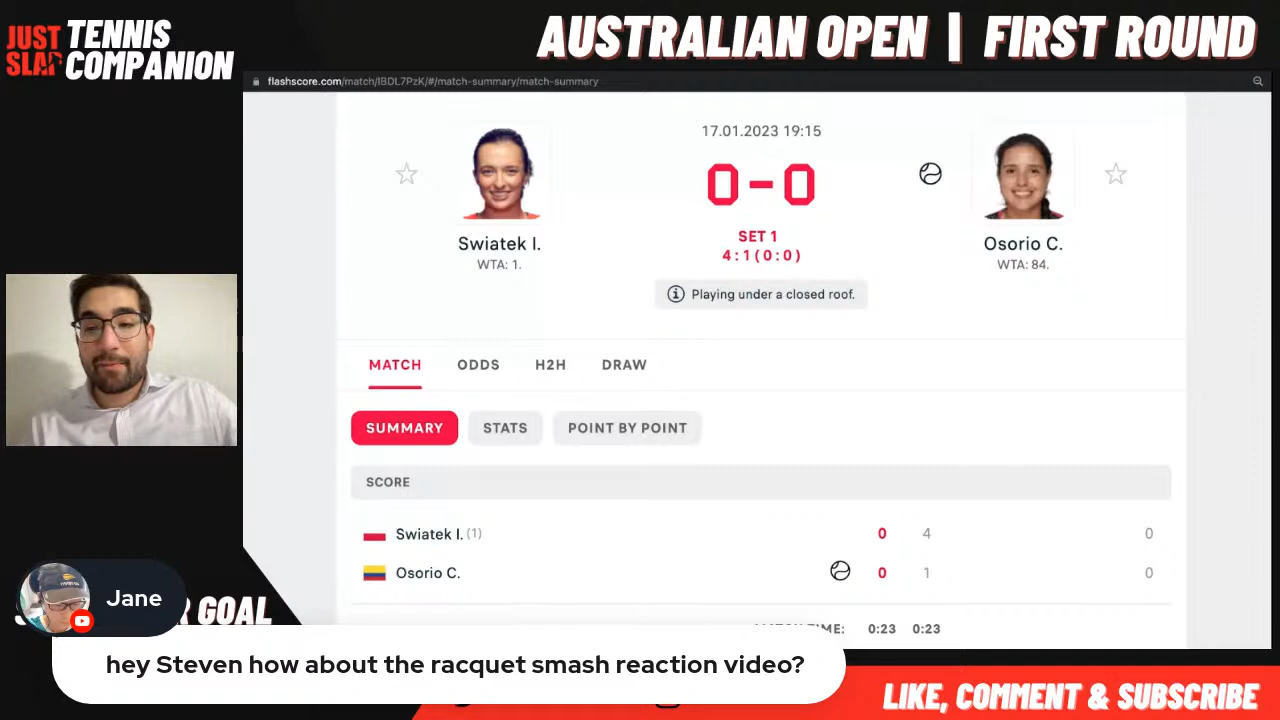 JUST TENNIS
SLAP COMPANION
AUSTRALIAN OPEN | FIRST ROUND
flashscore.com/match/IBDL7PzK/#/match-summary/match-summary
17.01.2023 19:15
0 - 0
SET 1
4 : 1 ( 0 : 0 )
Swiatek I.
WTA: 1.
Osorio C.
WTA: 84.
Playing under a closed roof.
MATCH ODDS H2H DRAW
SUMMARY STATS POINT BY POINT
SCORE
Swiatek I. (1) 0 4 0
Osorio C. 0 1 0
TIME: 0:23 0:23
GOAL
Jane
hey Steven how about the racquet smash reaction video?
LIKE, COMMENT & SUBSCRIBE